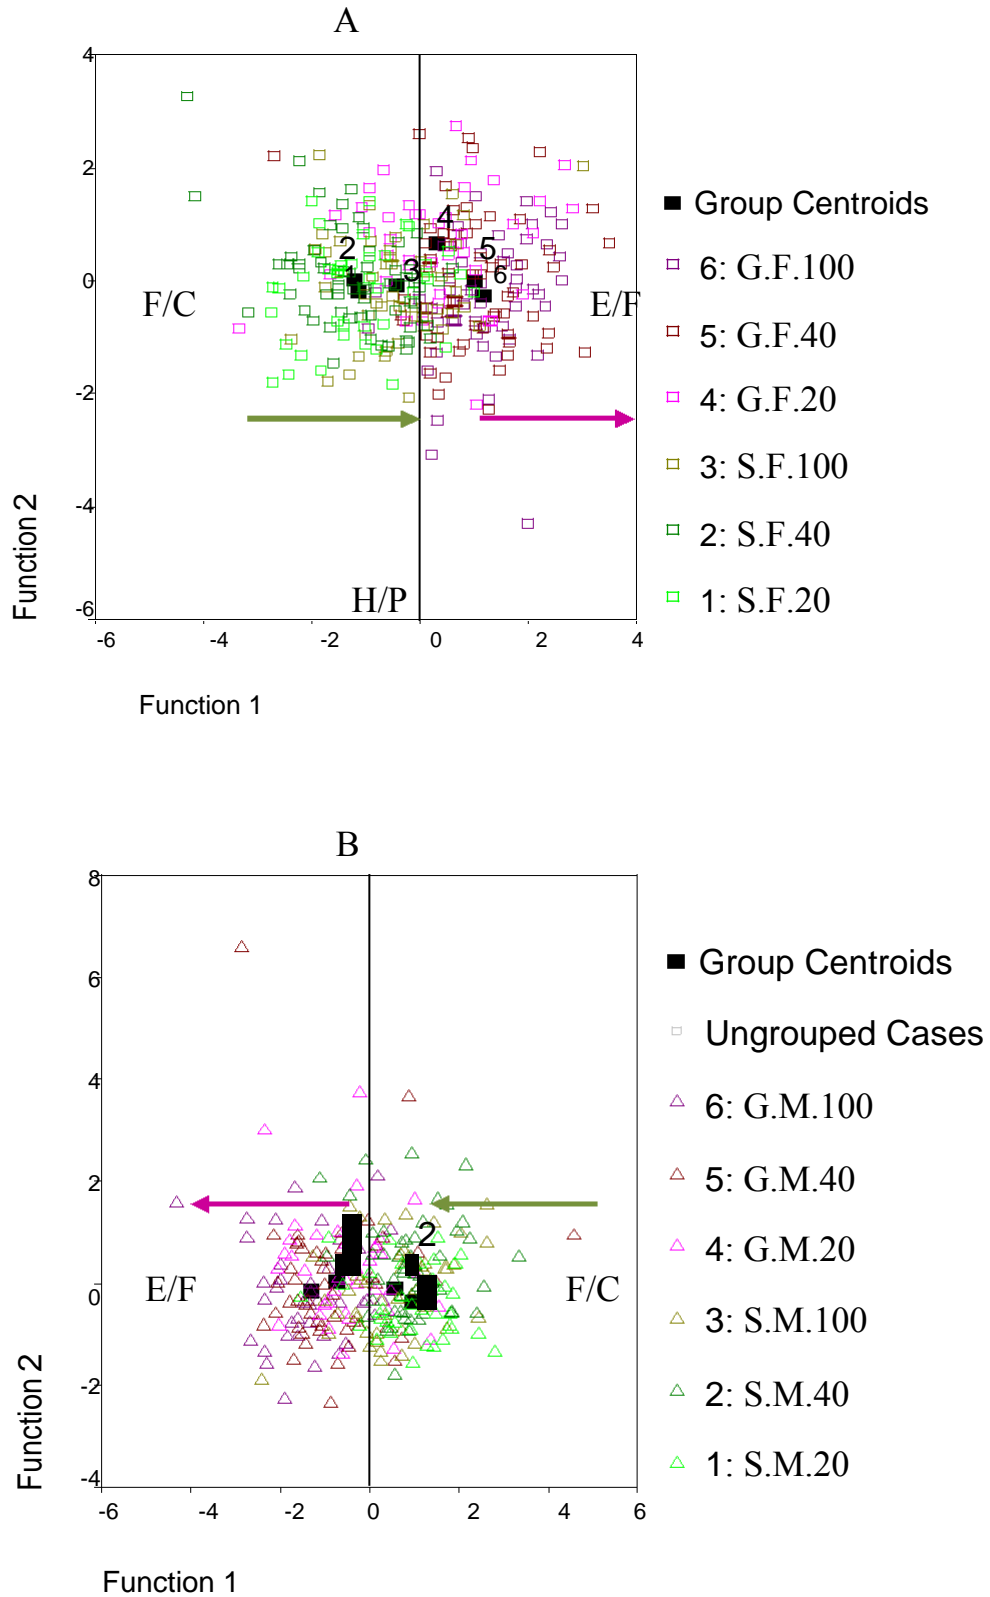 A
4
2
0
-2
-4
-6
-6
-4
-2
0
2
4
Function 2
Function 1
F/C
E/F
H/P
2
1
3
4
5
6
Group Centroids
6: G.F.100
5: G.F.40
4: G.F.20
3: S.F.100
2: S.F.40
1: S.F.20
B
8
6
4
2
0
-2
-4
-6
-4
-2
0
2
4
6
Function 2
Function 1
E/F
F/C
2
Group Centroids
Ungrouped Cases
6: G.M.100
5: G.M.40
4: G.M.20
3: S.M.100
2: S.M.40
1: S.M.20